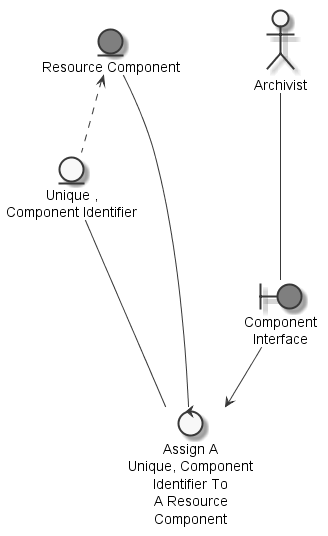 Resource Component
Archivist
Unique ,
Component Identifier
Component
Interface
Assign A
Unique, Component
Identifier To
A Resource
Component